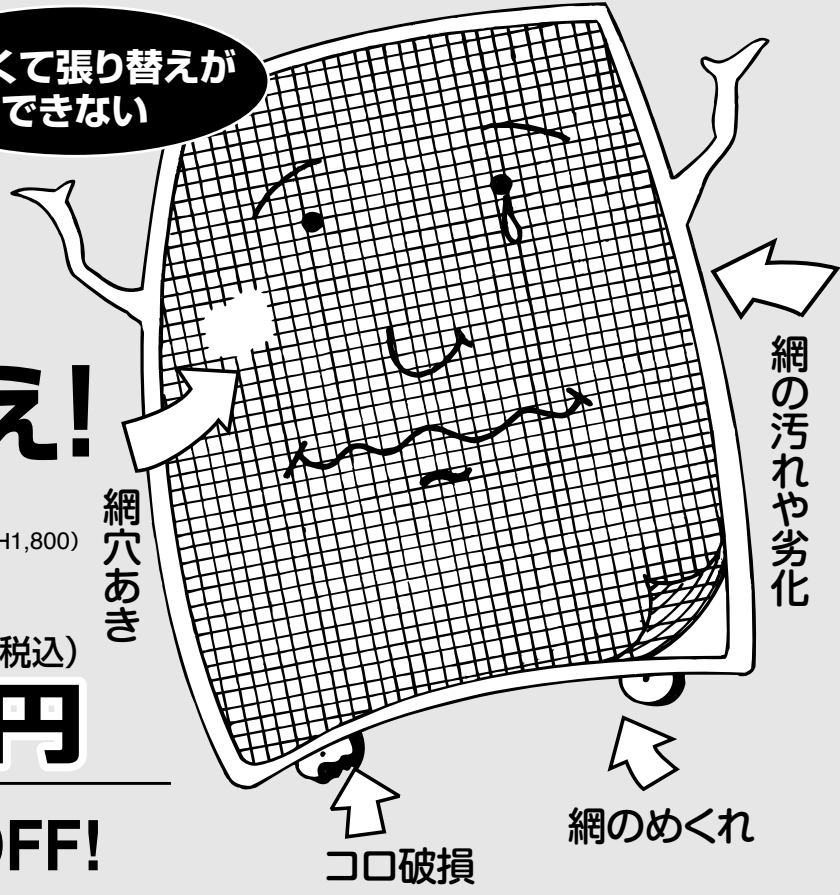 くて張り替えが
できない
え!
H1,800）
税込）
円
OFF!
網穴あき
網の汚れや劣化
網のめくれ
コロ破損